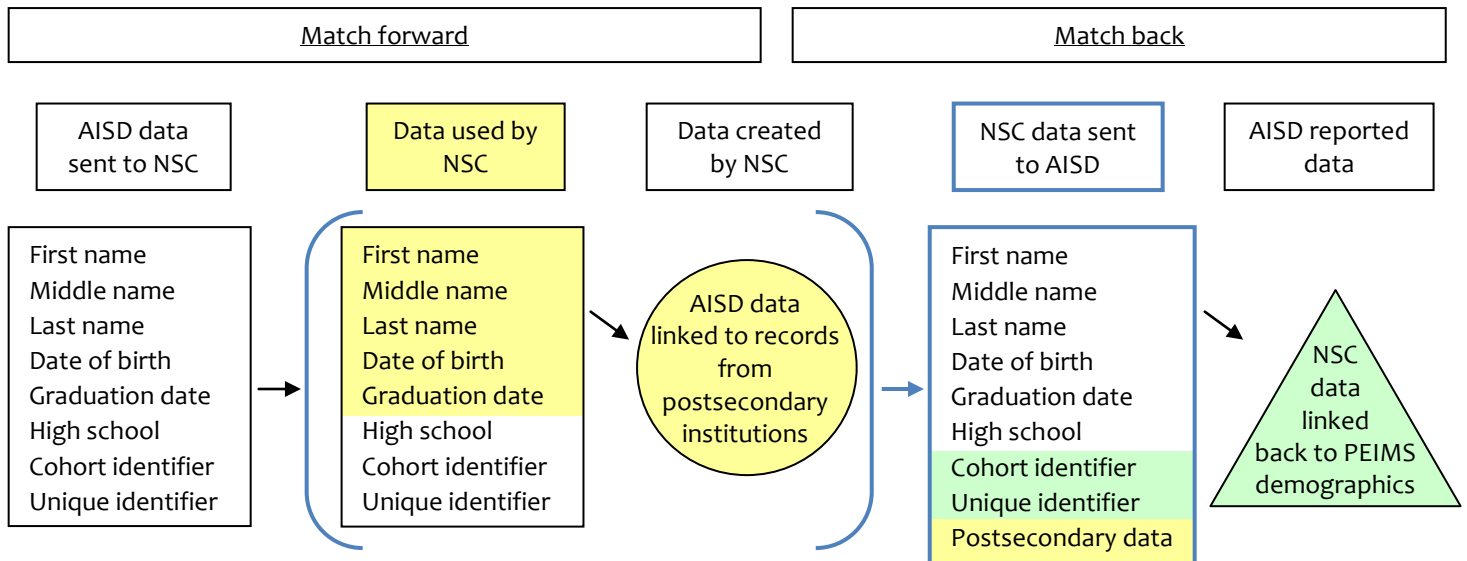 Match forward
Match back
AISD data
sent to NSC
Data used by
NSC
Data created
by NSC
NSC data sent
to AISD
AISD reported
data
First name
Middle name
Last name
Date of birth
Graduation date
High school
Cohort identifier
Unique identifier
First name
Middle name
Last name
Date of birth
Graduation date
High school
Cohort identifier
Unique identifier
AISD data
linked to records
from
postsecondary
institutions
First name
Middle name
Last name
Date of birth
Graduation date
High school
Cohort identifier
Unique identifier
Postsecondary data
NSC
data
linked
back to PEIMS
demographics